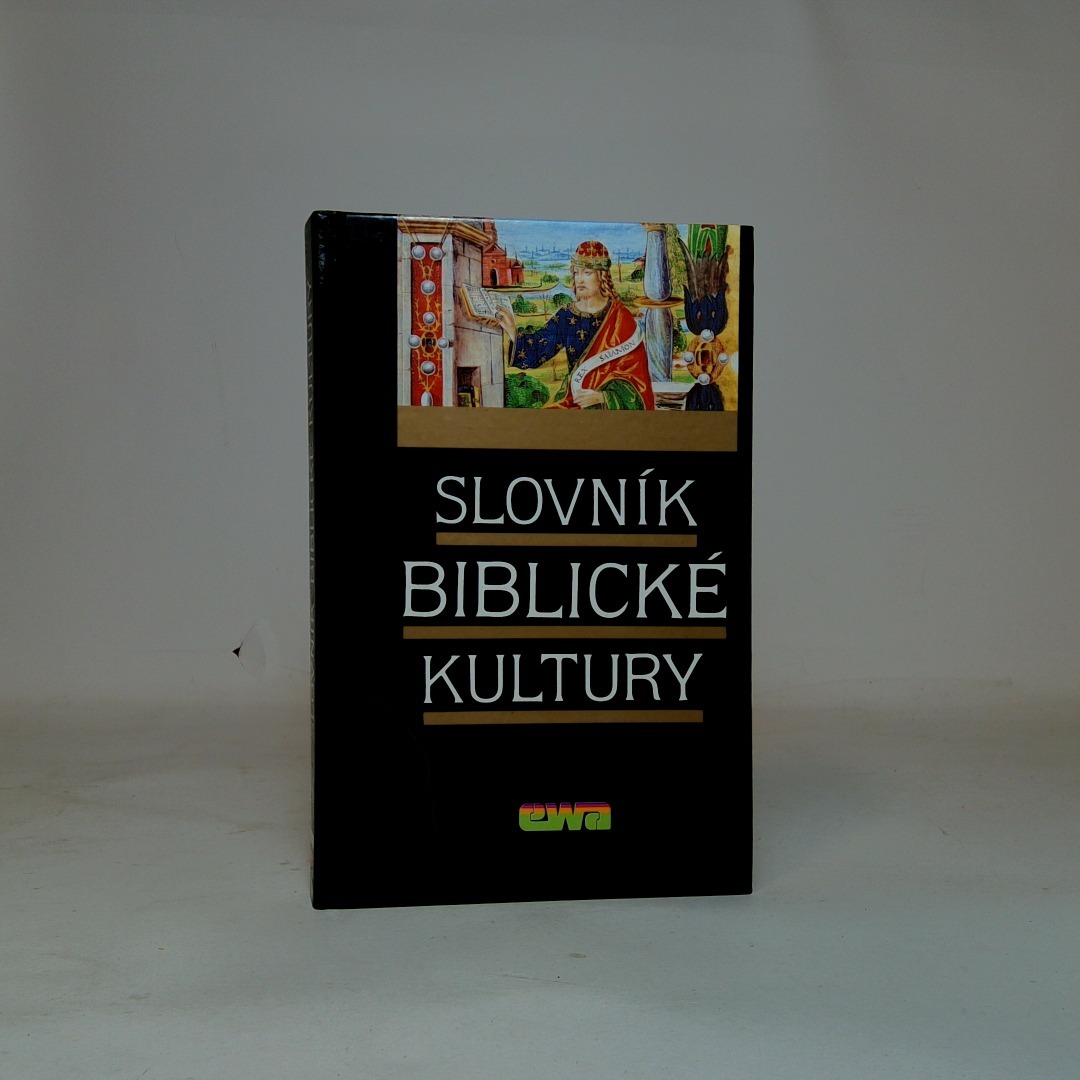 REX SALAMON
SLOVNÍK
BIBLICKÉ
KULTURY
ewa